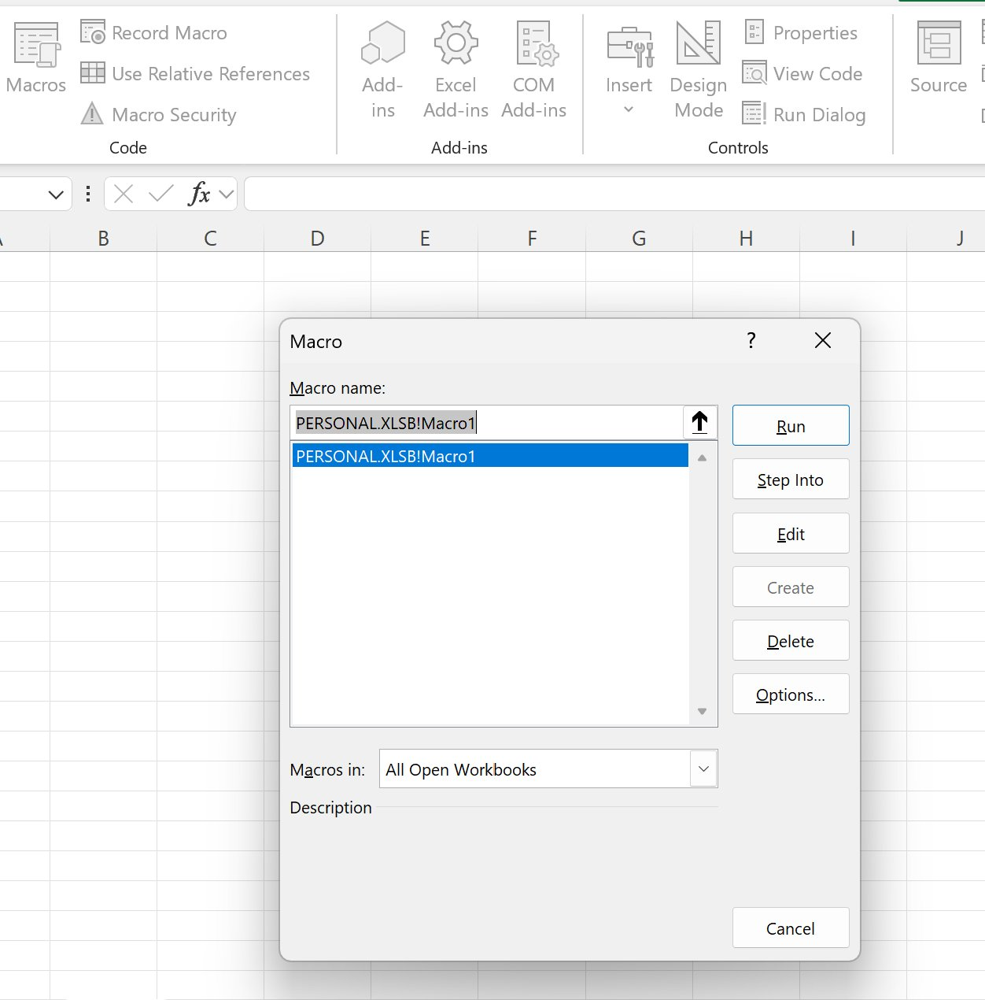 Macros
Record Macro
Use Relative References
Macro Security
Code
Add-
ins
Excel
Add-ins
COM
Add-ins
Add-ins
Insert
Design
Mode
Properties
View Code
Run Dialog
Controls
Source
fx
B C D E F G H I J
Macro
?
Macro name:
PERSONAL.XLSB!Macro1
PERSONAL.XLSB!Macro1
Run
Step Into
Edit
Create
Delete
Options...
Macros in:
All Open Workbooks
Description
Cancel